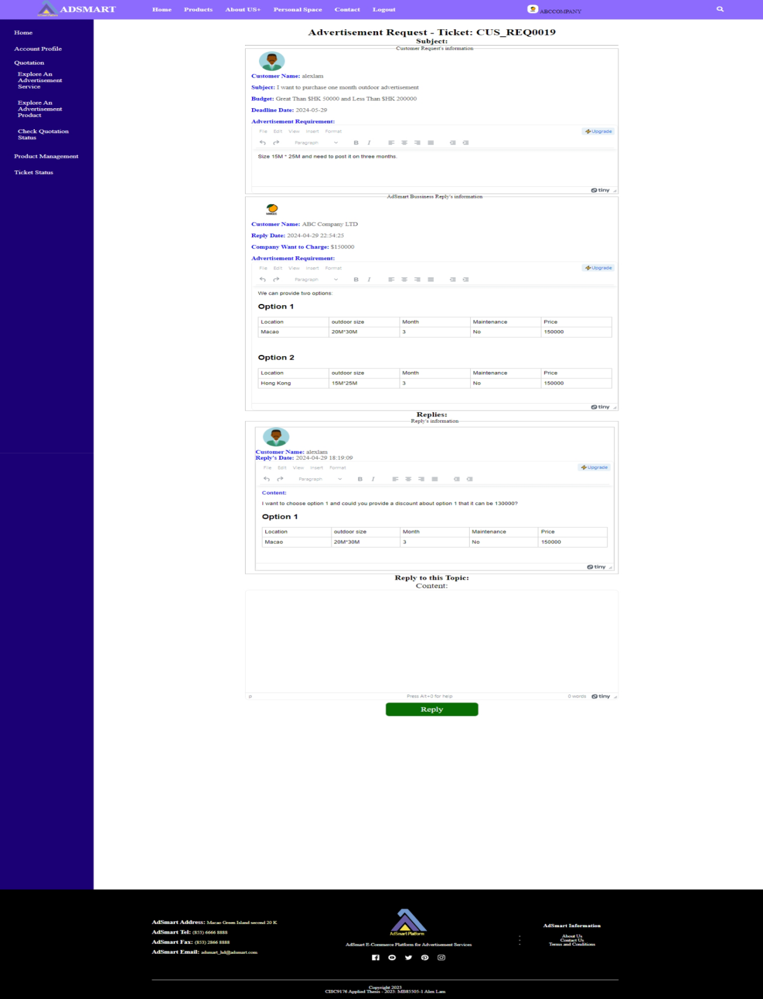 ADSMART
Home Products About US+ Personal Space Contact Logout
ABCCOMPANY
Home
Account Profile
Quotation
Explore An
Advertisement
Service
Explore An
Advertisement
Product
Check Quotation
Status
Product Management
Ticket Status
Advertisement Request - Ticket: CUS_REQ0019
Subject:
Customer Request's information
Customer Name: alexlam
Subject: I want to purchase one month outdoor advertisement
Budget: Great Than $HK 50000 and Less Than $HK 200000
Deadline Date: 2024-05-29
Advertisement Requirement:
File Edit View Insert Format Upgrade
Paragraph B I
Size 15M * 25M and need to post it on three months.
tiny
AdSmart Bussiness Reply's information
MANGOS
Customer Name: ABC Company LTD
Reply Date: 2024-04-29 22:54:25
Company Want to Charge: $150000
Advertisement Requirement:
File Edit View Insert Format Upgrade
Paragraph B I
We can provide two options:
Option 1
Location outdoor size Month Maintenance Price
Macao 20M*30M 3 No 150000
Option 2
Location outdoor size Month Maintenance Price
Hong Kong 15M*25M 3 No 150000
tiny
Replies:
Reply's information
Customer Name: alexlam
Reply's Date: 2024-04-29 18:19:09
File Edit View Insert Format Upgrade
Paragraph B I
Content:
I want to choose option 1 and could you provide a discount about option 1 that it can be 130000?
Option 1
Location outdoor size Month Maintenance Price
Macao 20M*30M 3 No 150000
tiny
Reply to this Topic:
Content:
p Press Alt+0 for help 0 words tiny
Reply
AdSmart Address: Macao Green Island second 20 K
AdSmart Tel: (853) 6666 8888
AdSmart Fax: (853) 2866 8888
AdSmart Email: adsmart_hd@adsmart.com
AdSmart Platform
AdSmart E-Commerce Platform for Advertisement Services
AdSmart Information
About Us
Contact Us
Terms and Conditions
Copyright 2023
CISC9176 Applied Thesis - 2023: MB85505-1 Alex Lam